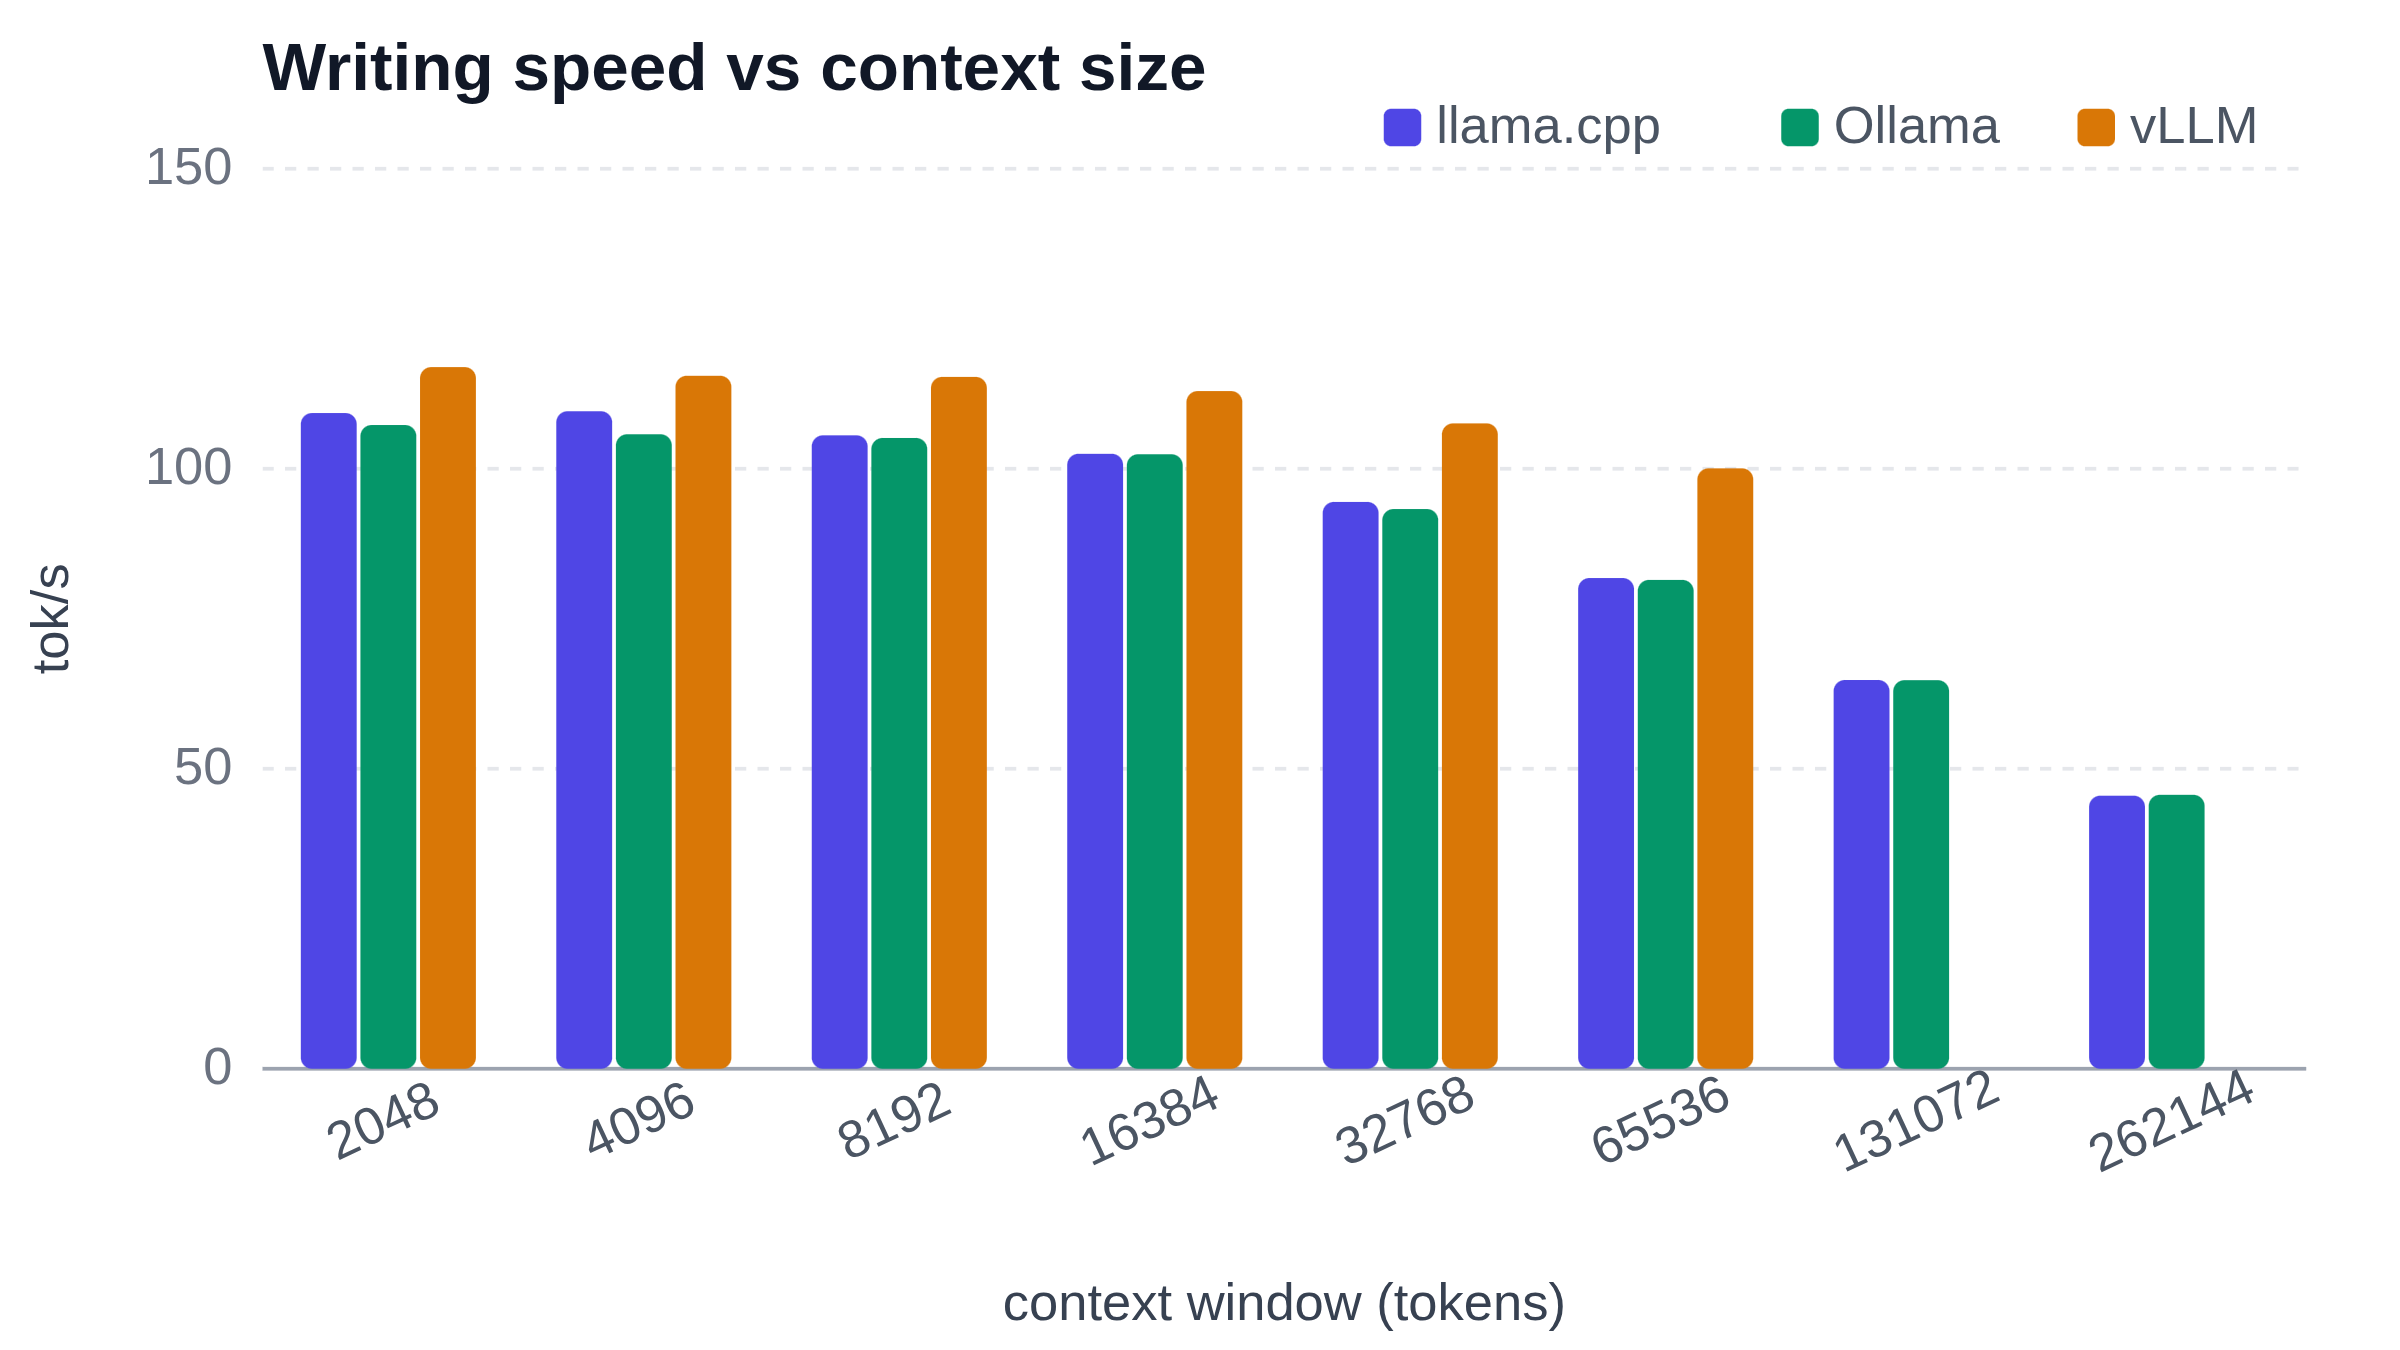 Writing speed vs context size
llama.cpp Ollama vLLM
150
100
50
0
tok/s
2048 4096 8192 16384 32768 65536 131072 262144
context window (tokens)